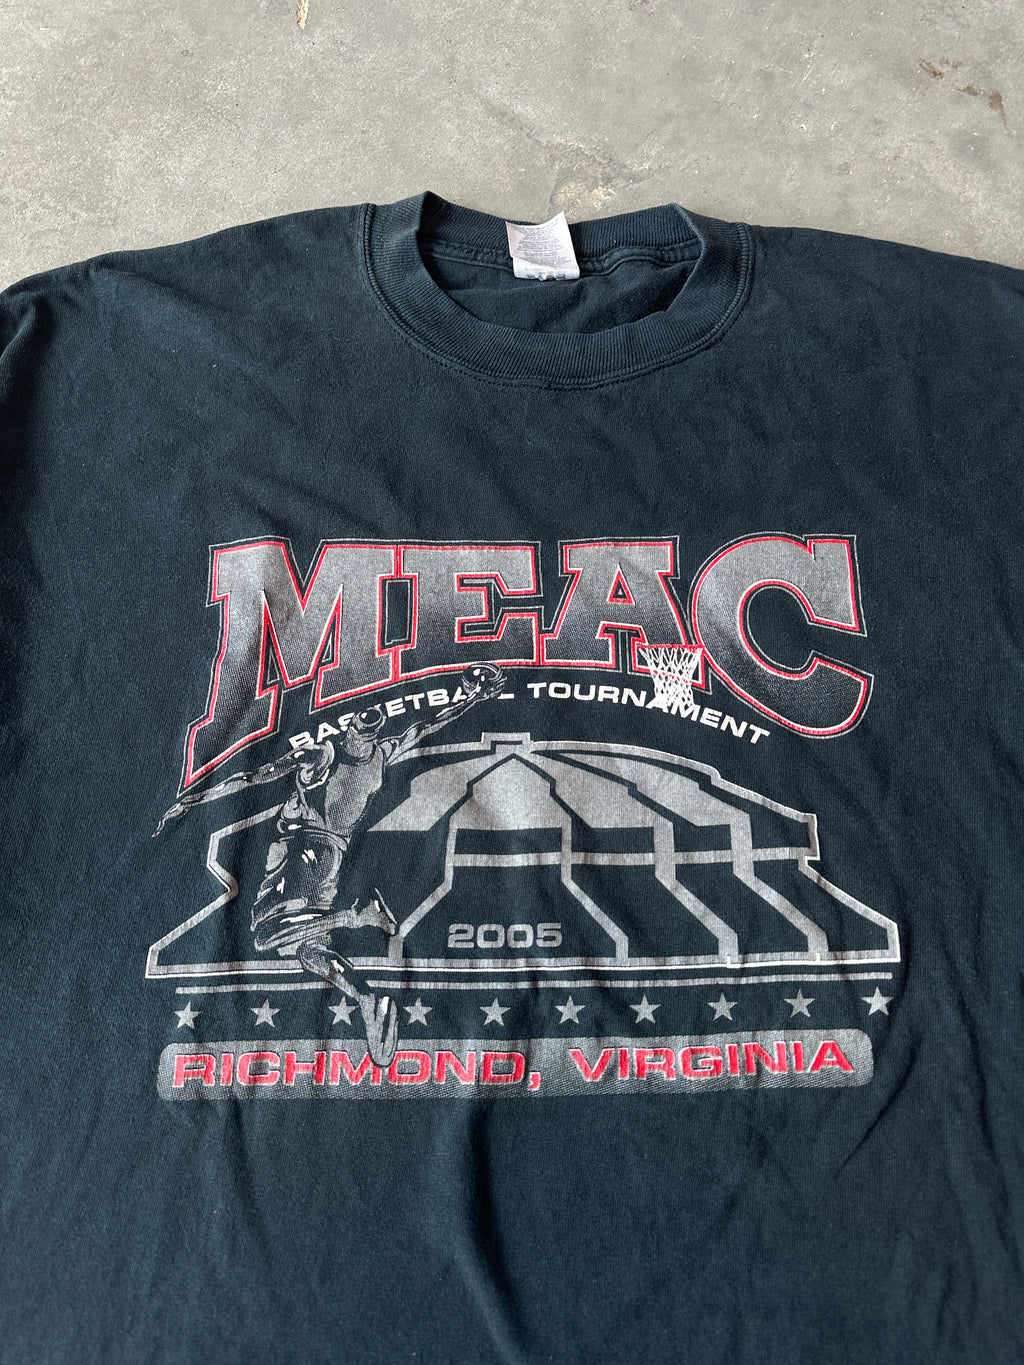 MEAC
BASKETBALL TOURNAMENT
2005
RICHMOND, VIRGINIA